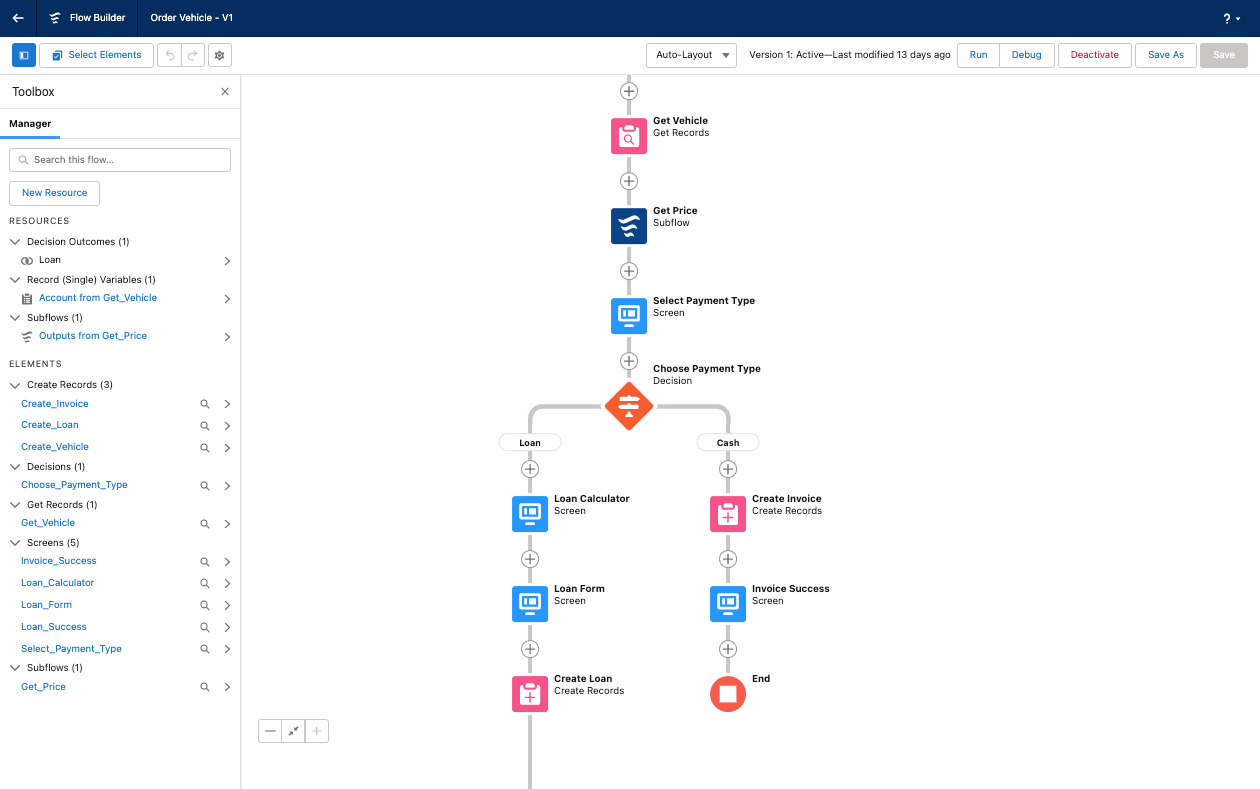 Flow Builder
Order Vehicle - V1
?
Select Elements
Auto-Layout
Version 1: Active—Last modified 13 days ago
Run
Debug
Deactivate
Save As
Save
Toolbox
Manager
Search this flow...
New Resource
RESOURCES
Decision Outcomes (1)
Loan
Record (Single) Variables (1)
Account from Get_Vehicle
Subflows (1)
Outputs from Get_Price
ELEMENTS
Create Records (3)
Create_Invoice
Create_Loan
Create_Vehicle
Decisions (1)
Choose_Payment_Type
Get Records (1)
Get_Vehicle
Screens (5)
Invoice_Success
Loan_Calculator
Loan_Form
Loan_Success
Select_Payment_Type
Subflows (1)
Get_Price
Get Vehicle
Get Records
Get Price
Subflow
Select Payment Type
Screen
Choose Payment Type
Decision
Loan
Cash
Loan Calculator
Screen
Create Invoice
Create Records
Loan Form
Screen
Invoice Success
Screen
Create Loan
Create Records
End